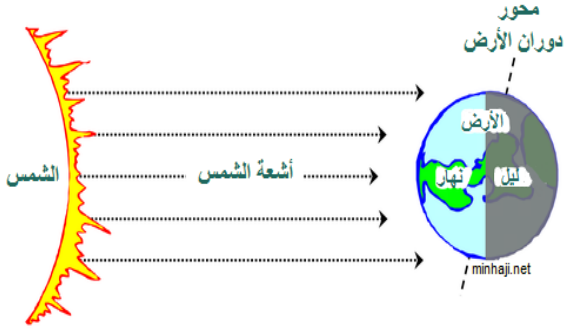 محور
دوران الأرض
الأرض
الشمس
أشعة الشمس
نهار
ليل
minhaji.net